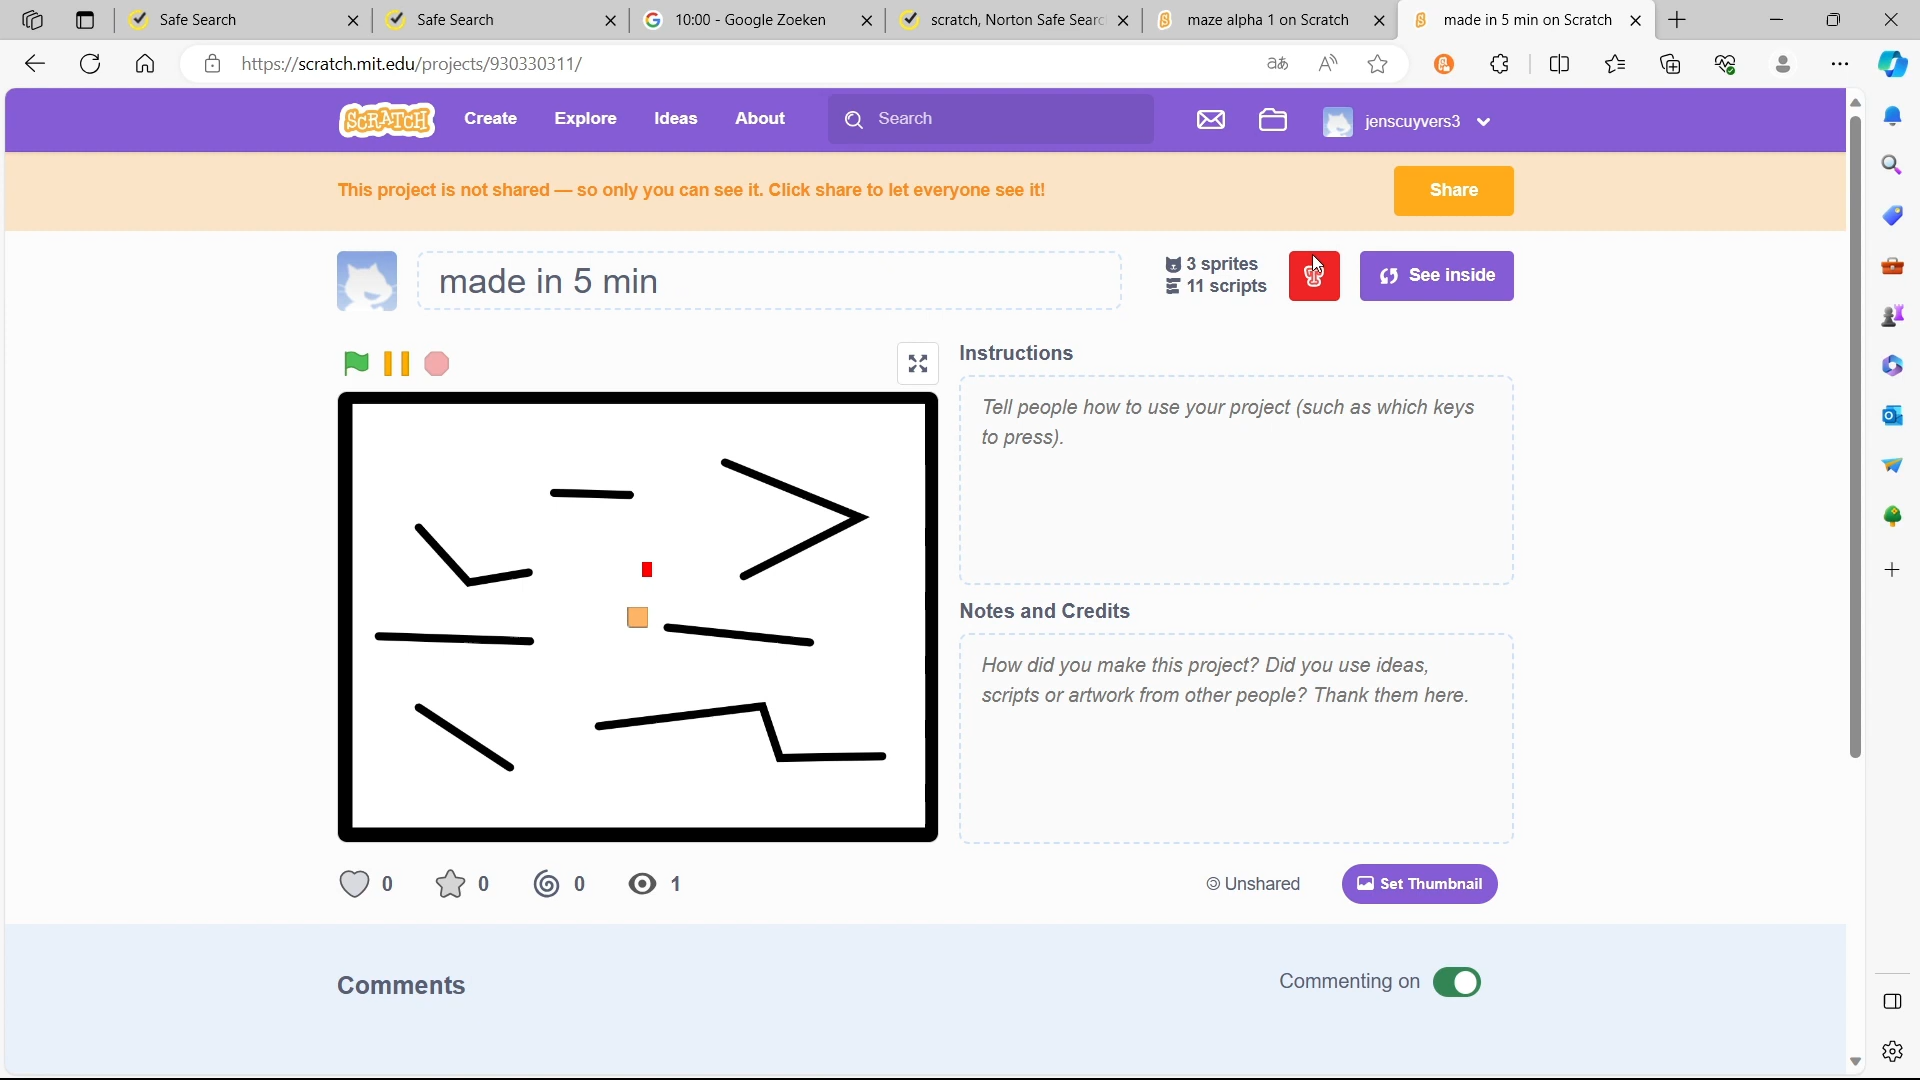 Safe Search
Safe Search
10:00 - Google Zoeken
scratch, Norton Safe Searc
maze alpha 1 on Scratch
made in 5 min on Scratch
https://scratch.mit.edu/projects/930330311/
SCRATCH
Create
Explore
Ideas
About
Search
jenscuyvers3
This project is not shared — so only you can see it. Click share to let everyone see it!
Share
made in 5 min
3 sprites
11 scripts
See inside
Instructions
Tell people how to use your project (such as which keys
to press).
Notes and Credits
How did you make this project? Did you use ideas,
scripts or artwork from other people? Thank them here.
0
0
0
1
Unshared
Set Thumbnail
Comments
Commenting on